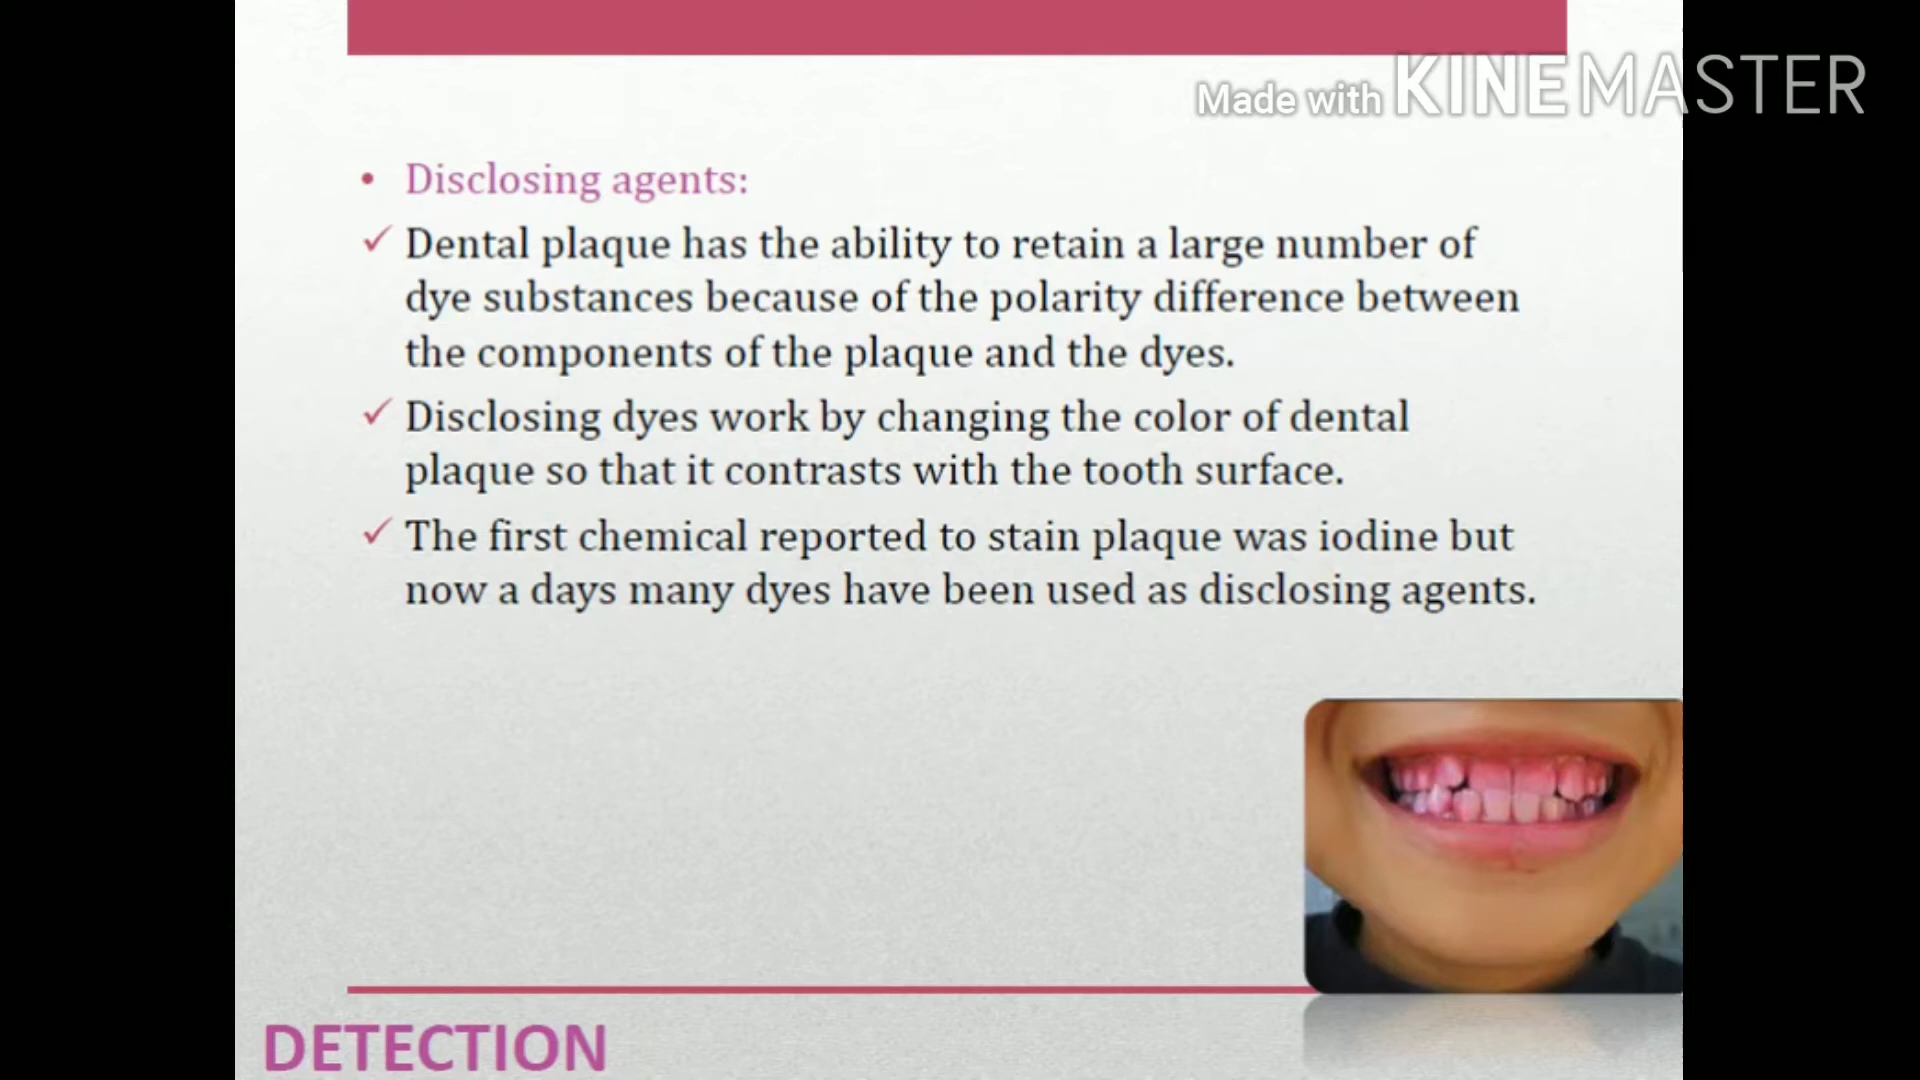 Made with KINEMASTER
• Disclosing agents:
✓ Dental plaque has the ability to retain a large number of
dye substances because of the polarity difference between
the components of the plaque and the dyes.
✓ Disclosing dyes work by changing the color of dental
plaque so that it contrasts with the tooth surface.
✓ The first chemical reported to stain plaque was iodine but
now a days many dyes have been used as disclosing agents.
DETECTION